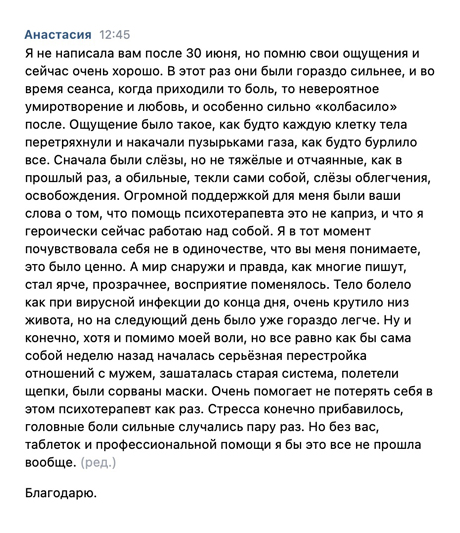 Анастасия 12:45
Я не написала вам после 30 июня, но помню свои ощущения и
сейчас очень хорошо. В этот раз они были гораздо сильнее, и во
время сеанса, когда приходили то боль, то невероятное
умиротворение и любовь, и особенно сильно «колбасило»
после. Ощущение было такое, как будто каждую клетку тела
перетряхнули и накачали пузырьками газа, как будто бурлило
все. Сначала были слёзы, но не тяжёлые и отчаянные, как в
прошлый раз, а обильные, текли сами собой, слёзы облегчения,
освобождения. Огромной поддержкой для меня были ваши
слова о том, что помощь психотерапевта это не каприз, и что я
героически сейчас работаю над собой. Я в тот момент
почувствовала себя не в одиночестве, что вы меня понимаете,
это было ценно. А мир снаружи и правда, как многие пишут,
стал ярче, прозрачнее, восприятие поменялось. Тело болело
как при вирусной инфекции до конца дня, очень крутило низ
живота, но на следующий день было уже гораздо легче. Ну и
конечно, хотя и помимо моей воли, но все равно как бы сама
собой неделю назад началась серьёзная перестройка
отношений с мужем, зашаталась старая система, полетели
щепки, были сорваны маски. Очень помогает не потерять себя в
этом психотерапевт как раз. Стресса конечно прибавилось,
головные боли сильные случались пару раз. Но без вас,
таблеток и профессиональной помощи я бы это все не прошла
вообще. (ред.)
Благодарю.